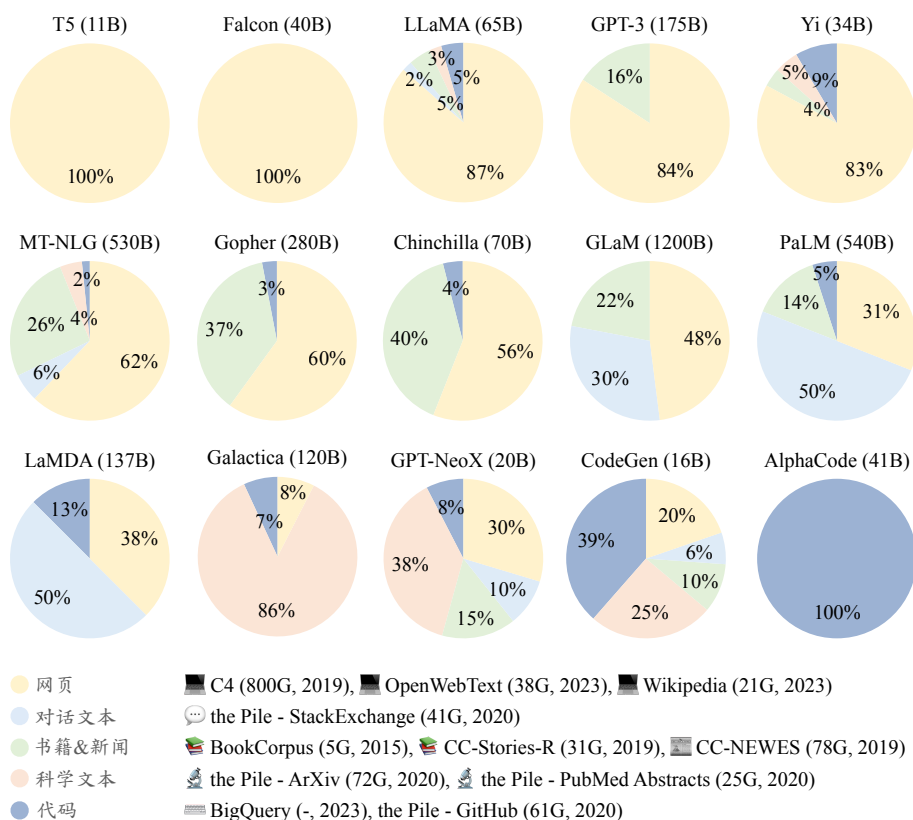 T5 (11B) Falcon (40B) LLaMA (65B) GPT-3 (175B) Yi (34B)
3% 5% 16% 5% 9%
2% 5% 4%
100% 100% 87% 84% 83%
MT-NLG (530B) Gopher (280B) Chinchilla (70B) GLaM (1200B) PaLM (540B)
2% 3% 4% 22% 5%
26% 4% 37% 40% 48% 14% 31%
6% 62% 60% 56% 30% 50%
LaMDA (137B) Galactica (120B) GPT-NeoX (20B) CodeGen (16B) AlphaCode (41B)
13% 7% 8% 8% 30% 20%
38% 38% 39% 6%
50% 86% 10% 10%
15% 25% 100%
网页 C4 (800G, 2019), OpenWebText (38G, 2023), Wikipedia (21G, 2023)
对话文本 the Pile - StackExchange (41G, 2020)
书籍&新闻 BookCorpus (5G, 2015), CC-Stories-R (31G, 2019), CC-NEWES (78G, 2019)
科学文本 the Pile - ArXiv (72G, 2020), the Pile - PubMed Abstracts (25G, 2020)
代码 BigQuery (-, 2023), the Pile - GitHub (61G, 2020)